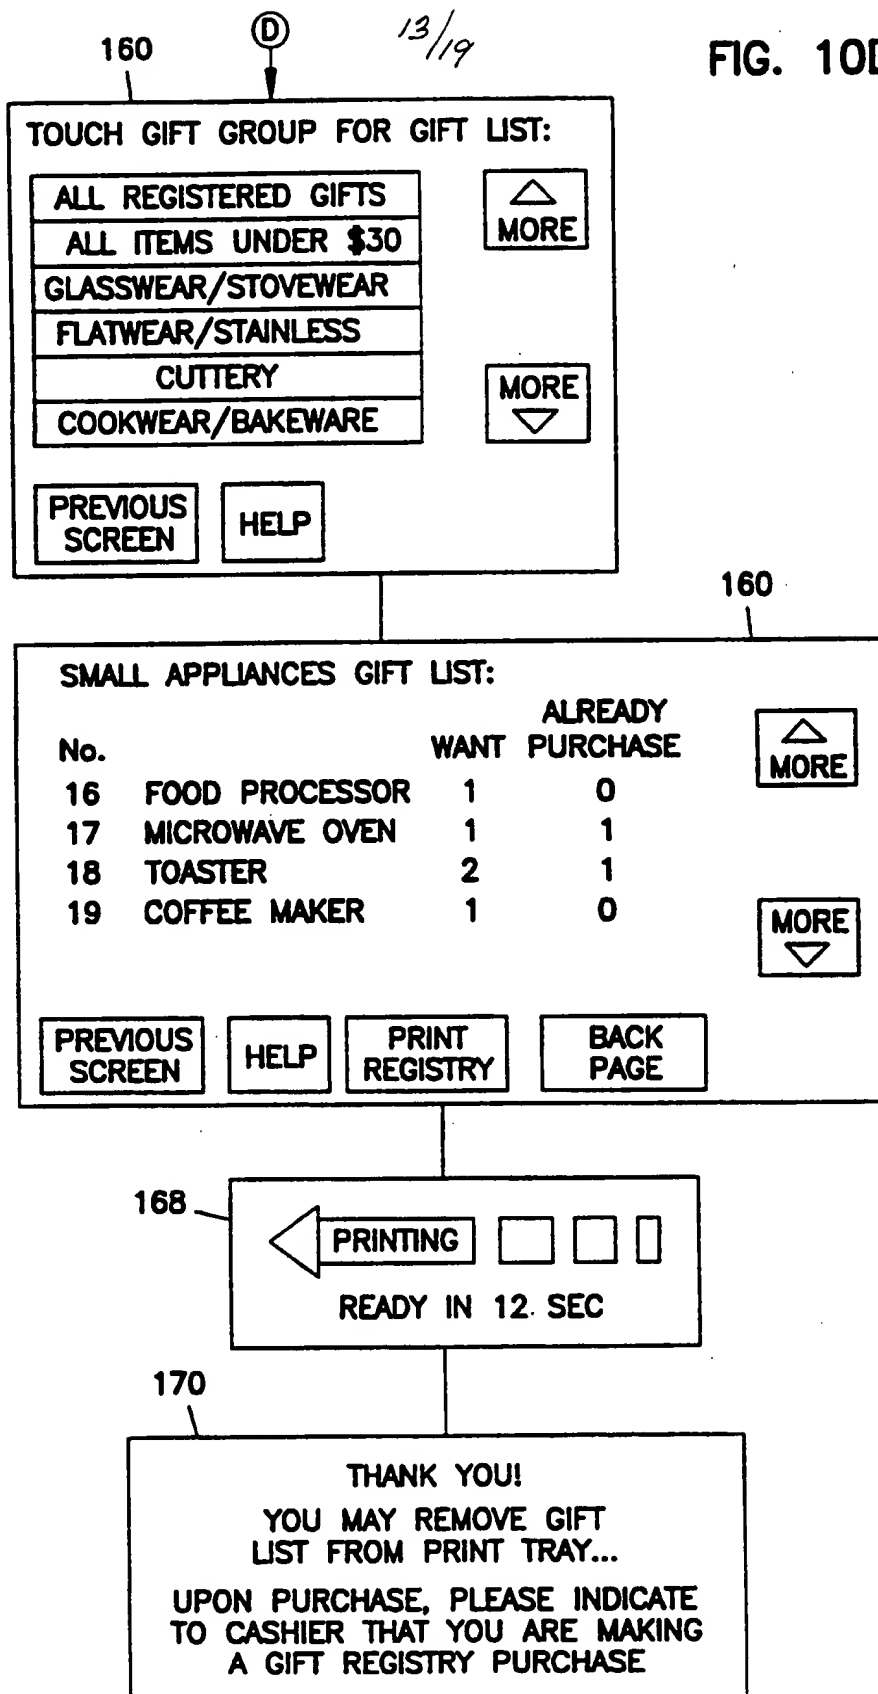 160
D
13/19
FIG. 10D
TOUCH GIFT GROUP FOR GIFT LIST:
ALL REGISTERED GIFTS
ALL ITEMS UNDER $30
GLASSWEAR/STOVEWEAR
FLATWEAR/STAINLESS
CUTTERY
COOKWEAR/BAKEWARE
MORE
MORE
PREVIOUS
SCREEN
HELP
160
SMALL APPLIANCES GIFT LIST:
ALREADY
No. WANT PURCHASE
16 FOOD PROCESSOR 1 0
17 MICROWAVE OVEN 1 1
18 TOASTER 2 1
19 COFFEE MAKER 1 0
MORE
MORE
PREVIOUS
SCREEN
HELP
PRINT
REGISTRY
BACK
PAGE
168
PRINTING
READY IN 12 SEC
170
THANK YOU!
YOU MAY REMOVE GIFT
LIST FROM PRINT TRAY...
UPON PURCHASE, PLEASE INDICATE
TO CASHIER THAT YOU ARE MAKING
A GIFT REGISTRY PURCHASE